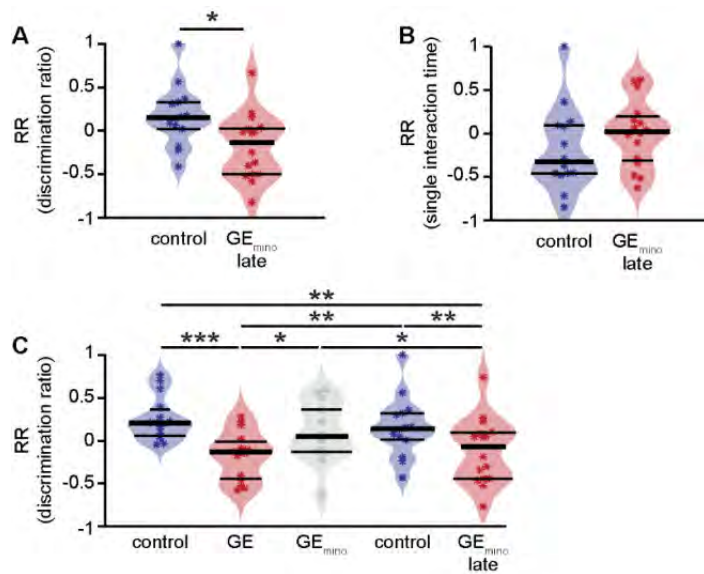 A
*
1
0.5
0
-0.5
-1
RR
(discrimination ratio)
control
GEmino
late
B
1
0.5
0
-0.5
-1
RR
(single interaction time)
control
GEmino
late
C
**
** **
*** * *
1
0.5
0
-0.5
-1
RR
(discrimination ratio)
control GE GEmino control GEmino
late